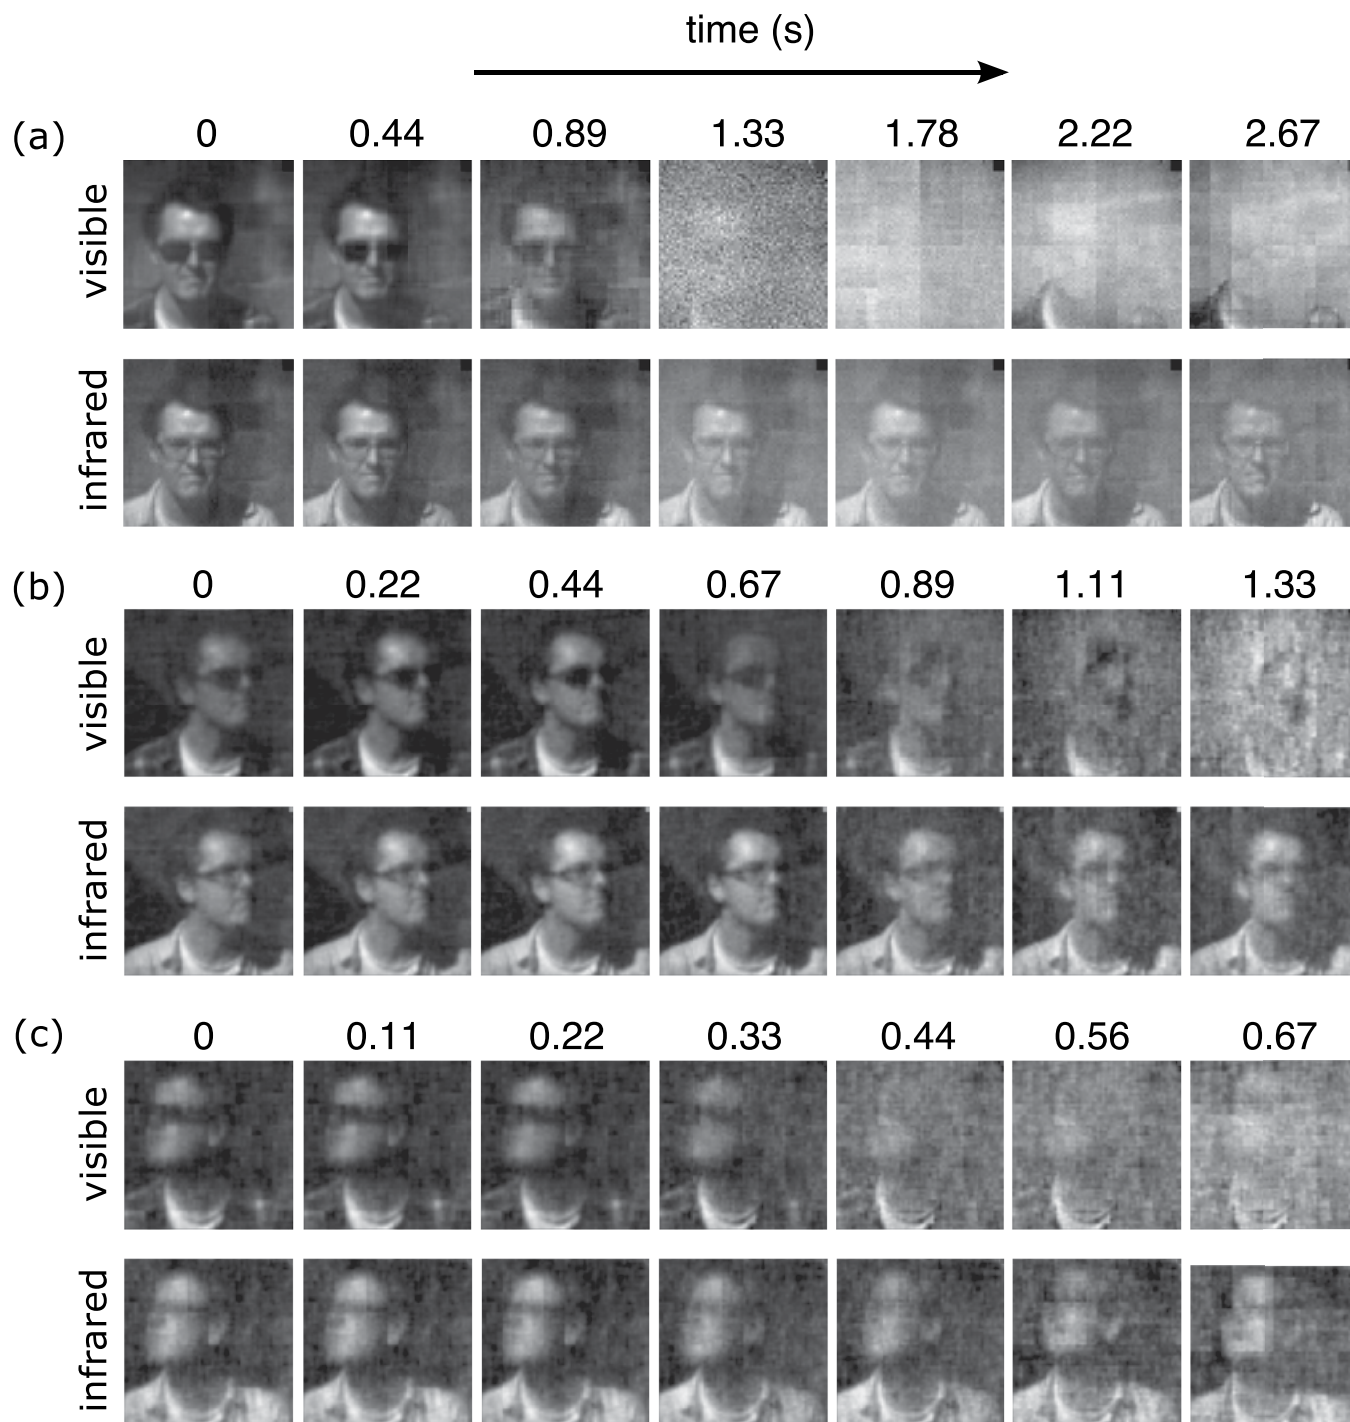 time (s)
(a) 0 0.44 0.89 1.33 1.78 2.22 2.67
visible
infrared
(b) 0 0.22 0.44 0.67 0.89 1.11 1.33
visible
infrared
(c) 0 0.11 0.22 0.33 0.44 0.56 0.67
visible
infrared